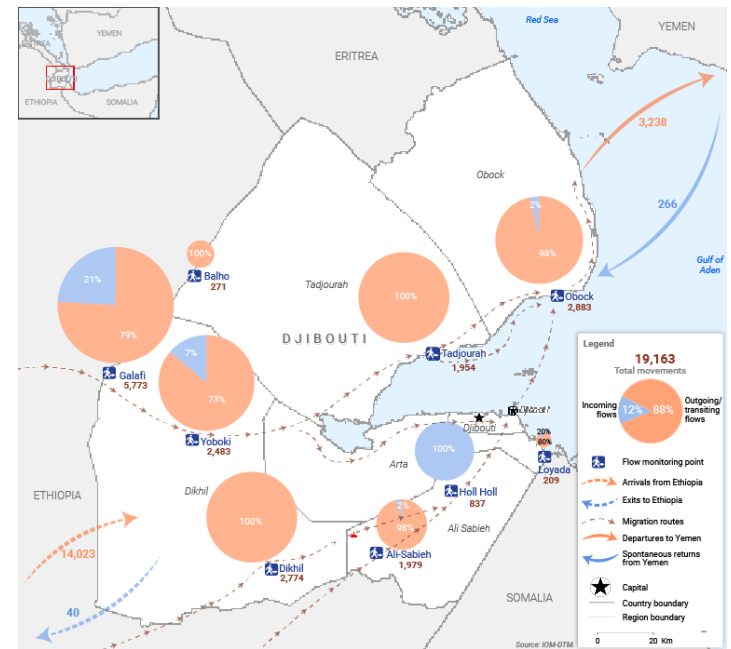 YEMEN
ETHIOPIA
SOMALIA
Red Sea
YEMEN
ERITREA
3,238
266
Obock
2%
98%
Gulf of
Aden
100%
Balho
271
21%
79%
Tadjourah
100%
Obock
2,883
DJIBOUTI
Galafi
5,773
7%
73%
Tadjourah
1,954
Yoboki
2,483
Djibouti
20%
80%
Loyada
209
Arta
100%
Holl Holl
837
ETHIOPIA
Dikhil
100%
2%
98%
Ali Sabieh
Ali-Sabieh
1,979
Dikhil
2,774
14,023
40
SOMALIA
Source: IOM-DTM.
Legend
19,163
Total movements
Incoming
flows
12%
88%
Outgoing/
transiting
flows
Flow monitoring point
Arrivals from Ethiopia
Exits to Ethiopia
Migration routes
Departures to Yemen
Spontaneous returns
from Yemen
Capital
Country boundary
Region boundary
0 20 Km